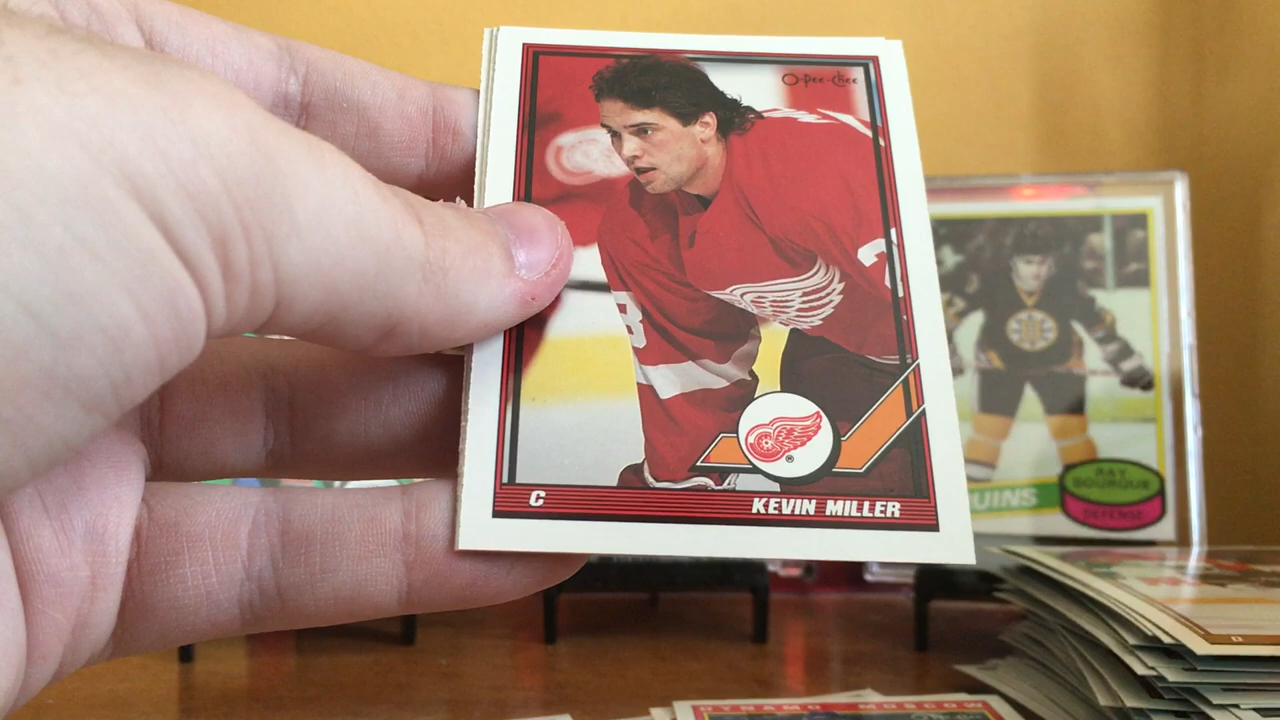 O-Pee-Chee
C KEVIN MILLER
UINS
RAY
BOURQUE
DEFENSE
D
DYNAMO MOSCOW